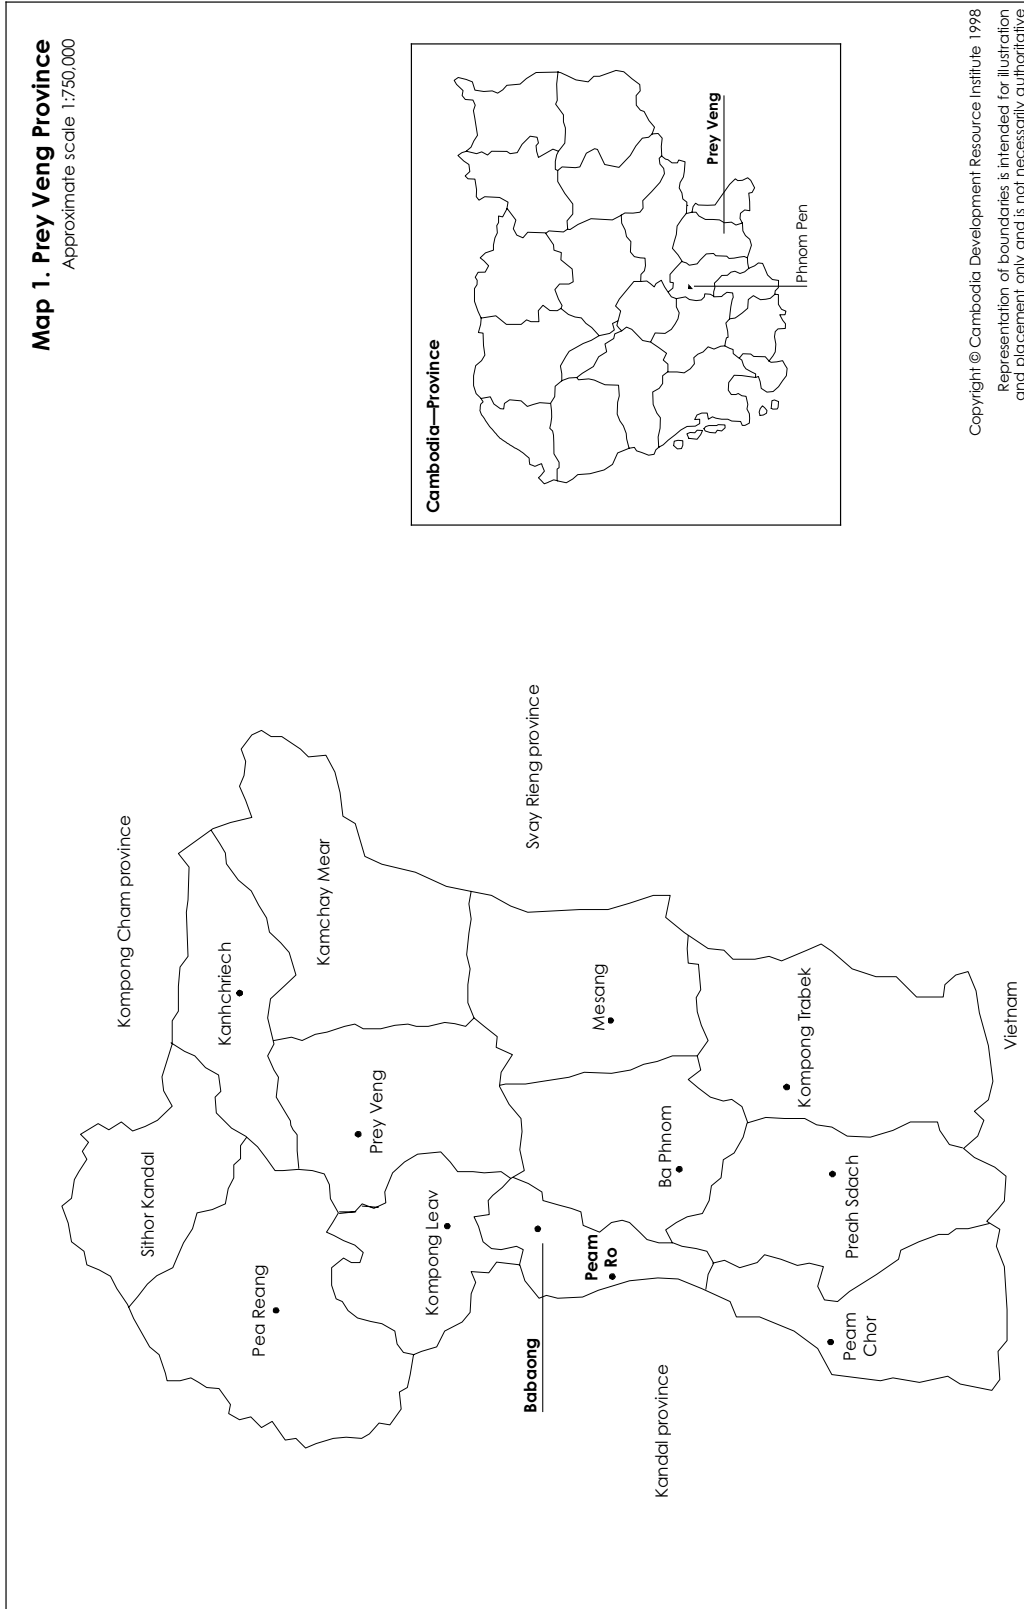 Map 1. Prey Veng Province
Approximate scale 1:750,000
Kompong Cham province
Sithor Kandal
Kanhchriech
Pea Reang
Kamchay Mear
Prey Veng
Kompong Leav
Svay Rieng province
Babaong
Mesang
Peam
Ro
Ba Phnom
Kandal province
Kompong Trabek
Preah Sdach
Peam
Chor
Vietnam
Cambodia—Province
Prey Veng
Phnom Pen
Copyright © Cambodia Development Resource Institute 1998
Representation of boundaries is intended for illustration
and placement only and is not necessarily authoritative